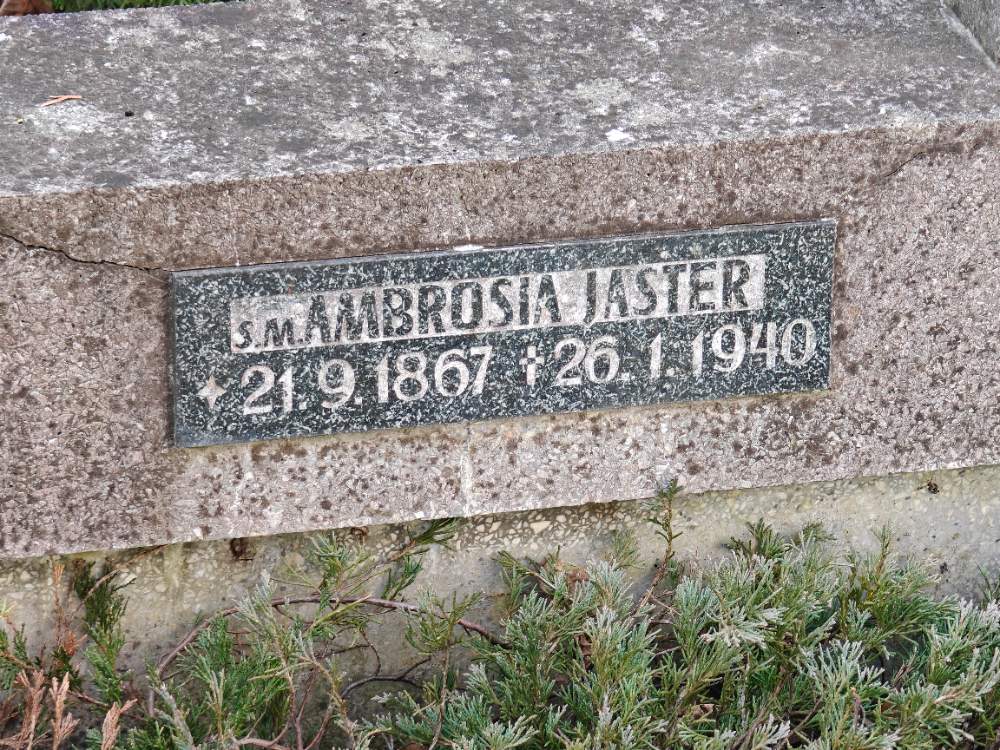 S.M. AMBROSIA JASTER
✧ 21. 9. 1867 † 26. 1. 1940